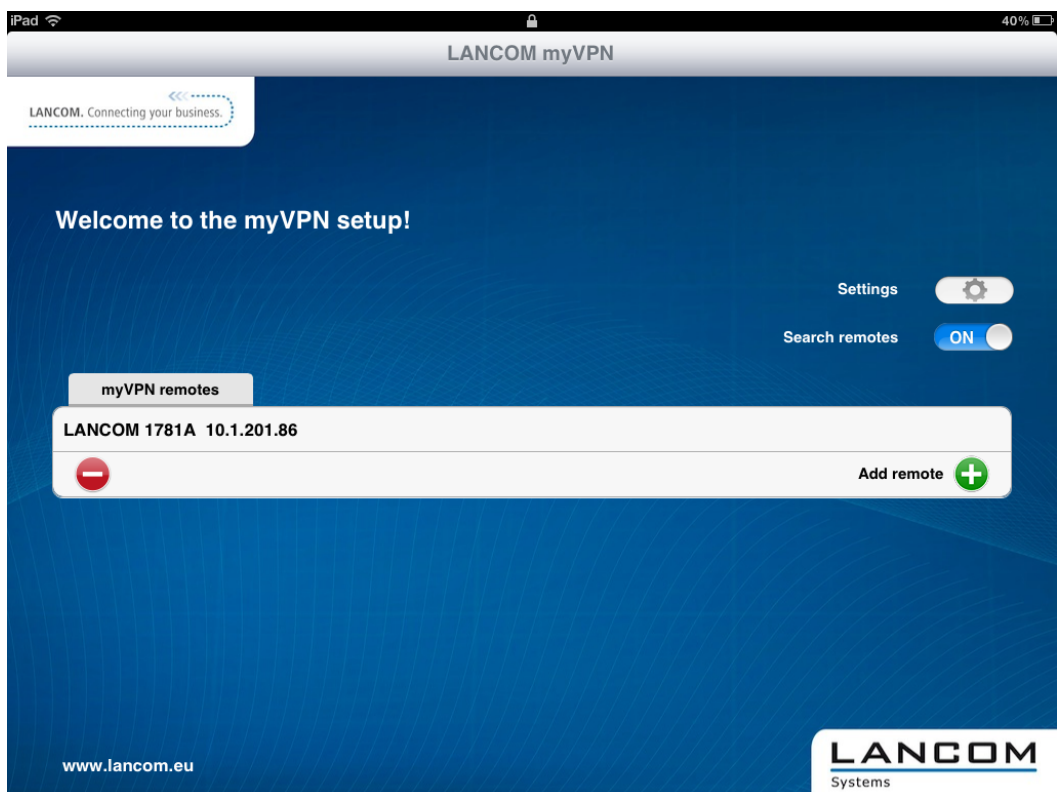 iPad 40%
LANCOM myVPN
LANCOM. Connecting your business.
Welcome to the myVPN setup!
Settings
Search remotes ON
myVPN remotes
LANCOM 1781A 10.1.201.86
Add remote
www.lancom.eu
LANCOM
Systems